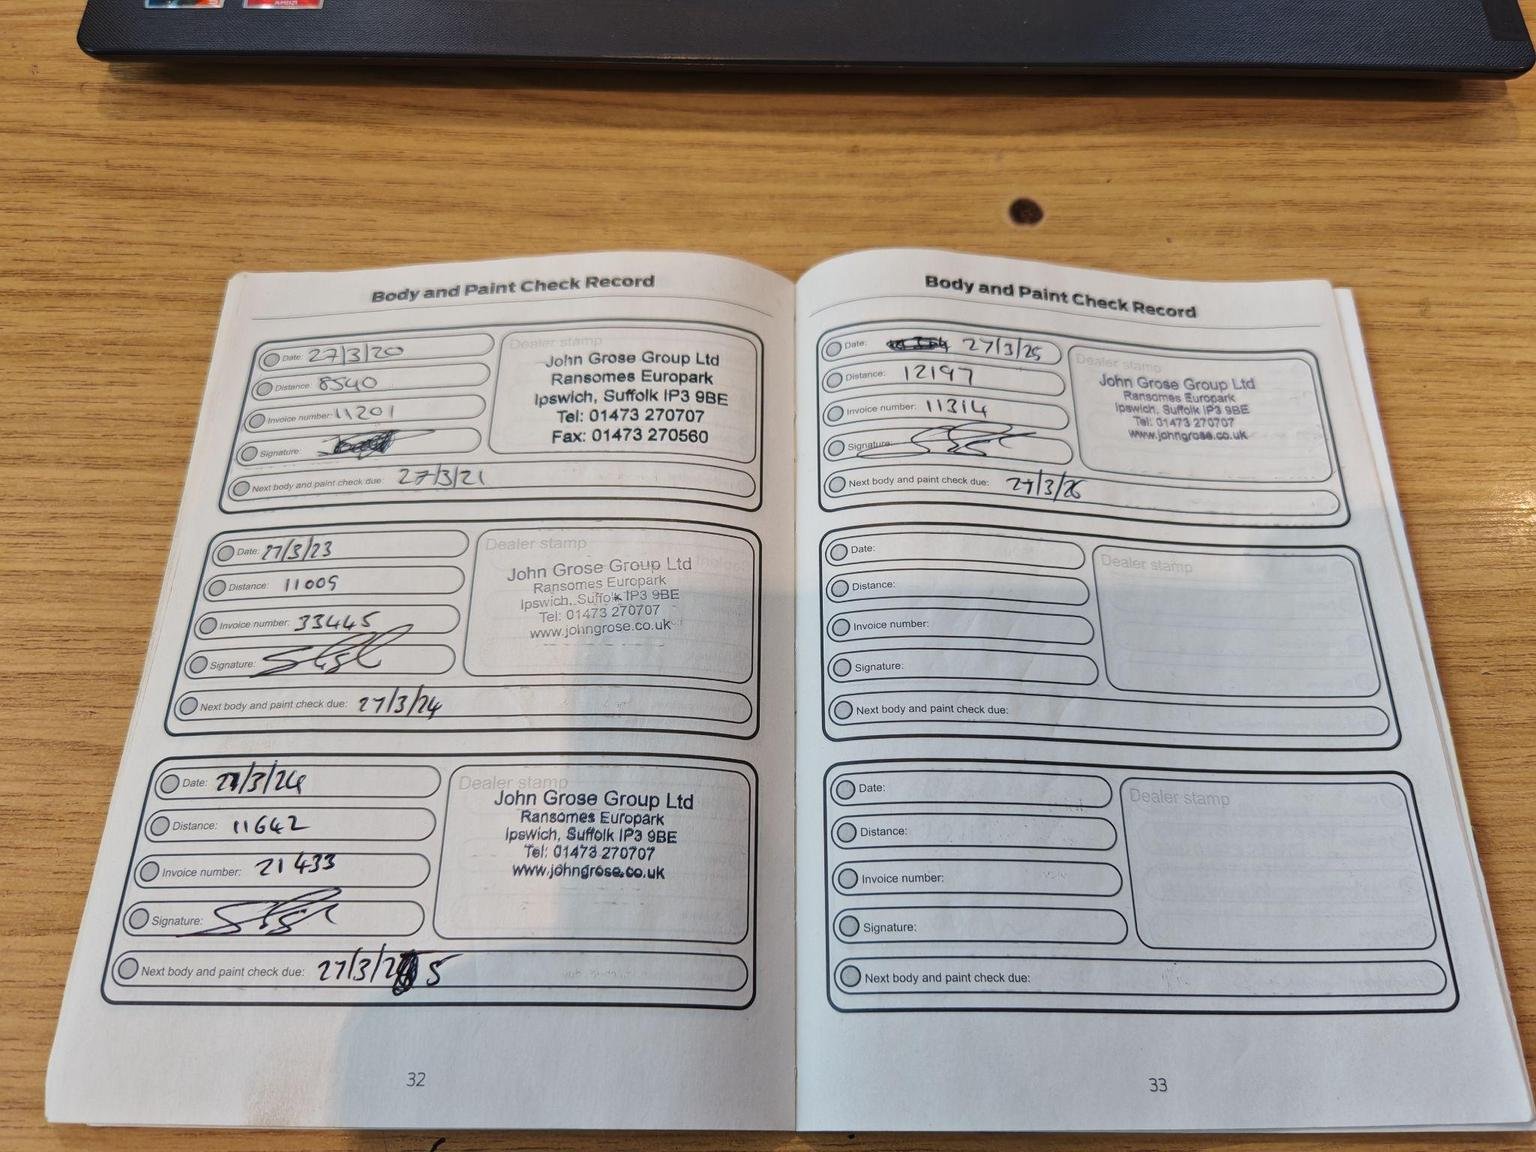 AMDA
Body and Paint Check Record
Date: 27/3/20
Distance: 8540
Invoice number: 11201
Signature:
Next body and paint check due: 27/3/21
Dealer stamp
John Grose Group Ltd
Ransomes Europark
Ipswich, Suffolk IP3 9BE
Tel: 01473 270707
Fax: 01473 270560
Date: 27/3/23
Distance: 11009
Invoice number: 33445
Signature:
Next body and paint check due: 27/3/24
Dealer stamp
John Grose Group Ltd
Ransomes Europark
Ipswich, Suffolk IP3 9BE
Tel: 01473 270707
www.johngrose.co.uk
Date: 27/3/24
Distance: 11642
Invoice number: 21433
Signature:
Next body and paint check due: 27/3/25
Dealer stamp
John Grose Group Ltd
Ransomes Europark
Ipswich, Suffolk IP3 9BE
Tel: 01473 270707
www.johngrose.co.uk
32
Body and Paint Check Record
Date: 27/3/25
Distance: 12197
Invoice number: 11314
Signature:
Next body and paint check due: 27/3/26
Dealer stamp
John Grose Group Ltd
Ransomes Europark
Ipswich, Suffolk IP3 9BE
Tel: 01473 270707
www.johngrose.co.uk
Date:
Distance:
Invoice number:
Signature:
Next body and paint check due:
Dealer stamp
Date:
Distance:
Invoice number:
Signature:
Next body and paint check due:
Dealer stamp
33